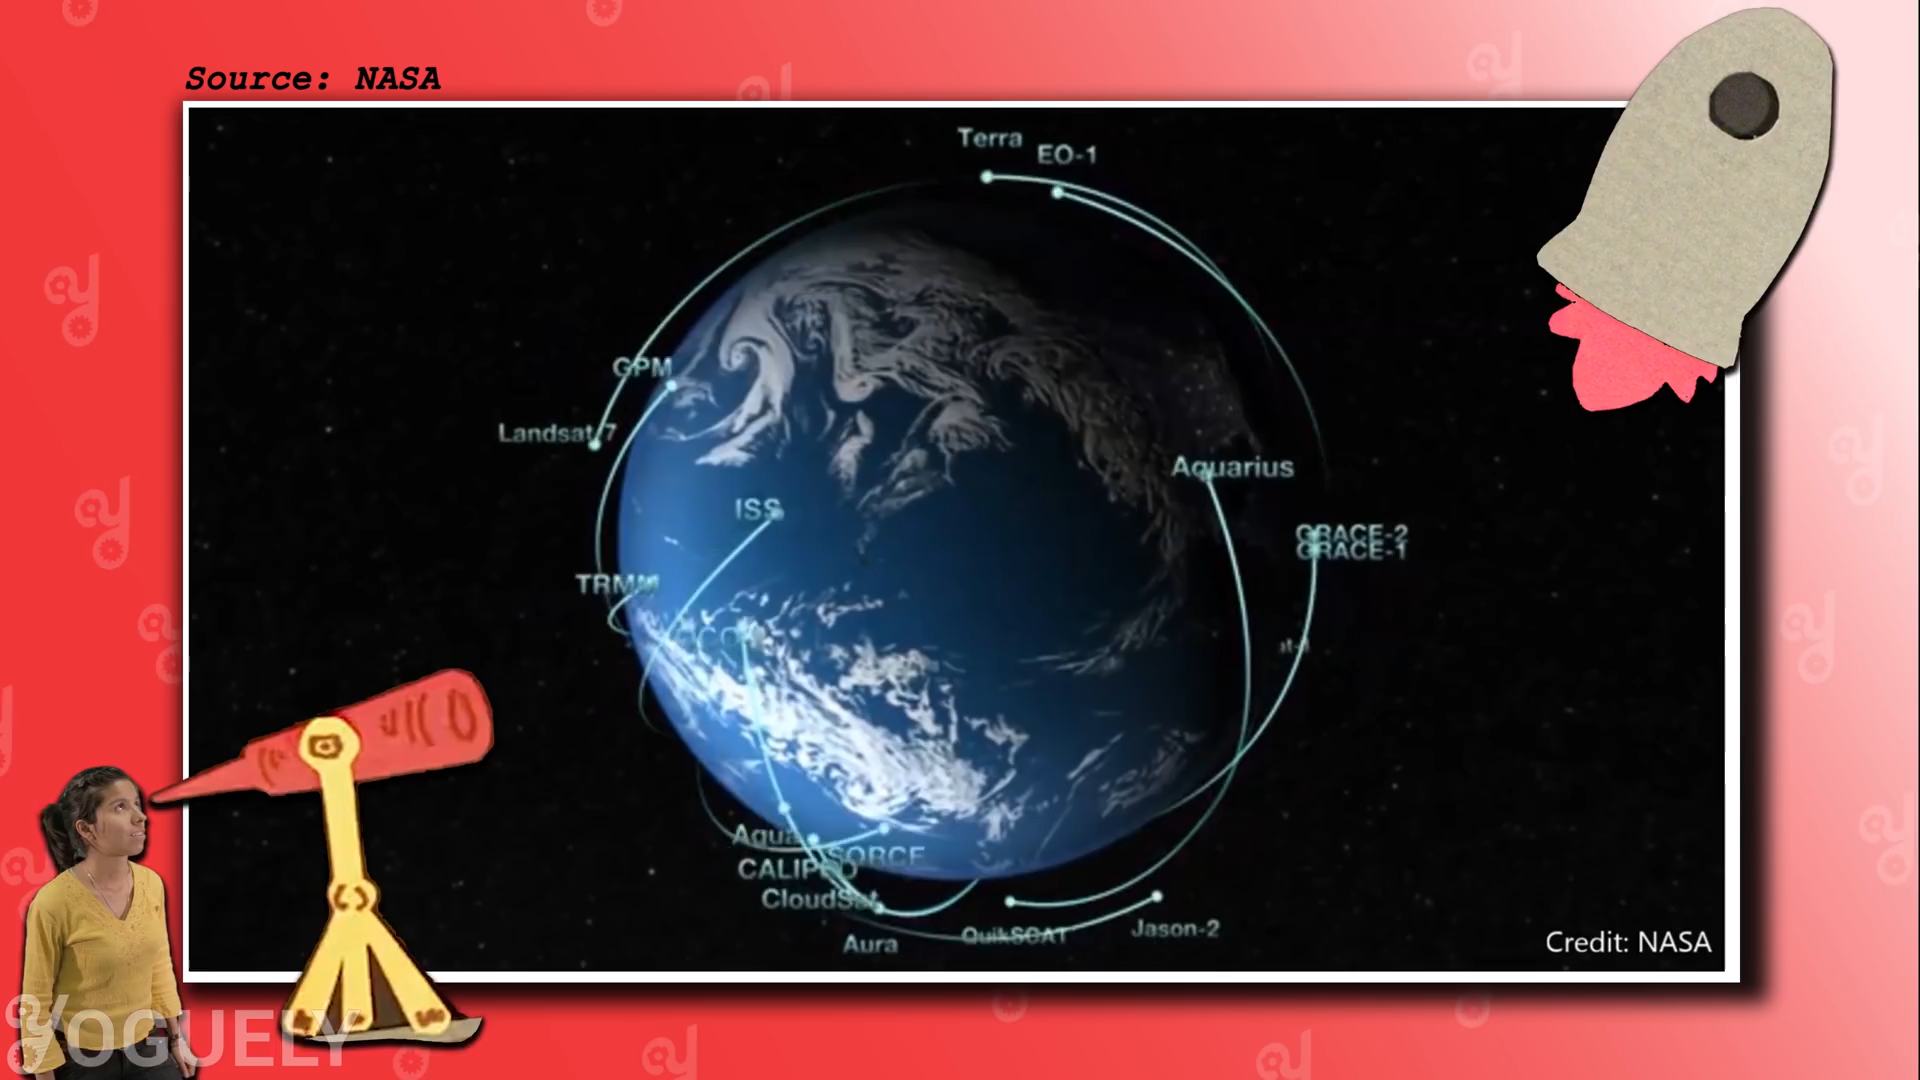 Source: NASA
Terra
EO-1
GPM
Landsat-7
Aquarius
ISS
GRACE-2
GRACE-1
TRMM
Aqua
SORCE
CALIPSO
CloudSat
QuikSCAT
Jason-2
Aura
Credit: NASA
YOGUELY